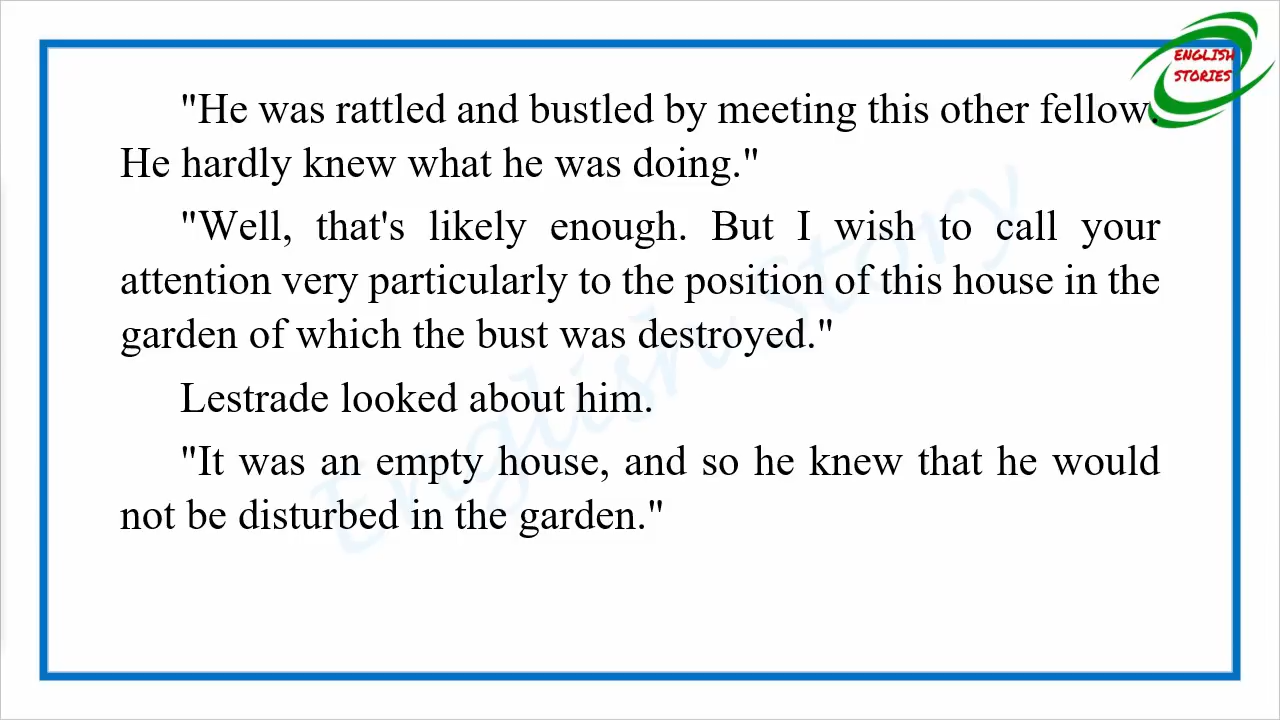 ENGLISH
STORIES
"He was rattled and bustled by meeting this other fellow.
He hardly knew what he was doing."
"Well, that's likely enough. But I wish to call your
attention very particularly to the position of this house in the
garden of which the bust was destroyed."
Lestrade looked about him.
"It was an empty house, and so he knew that he would
not be disturbed in the garden."
English Story